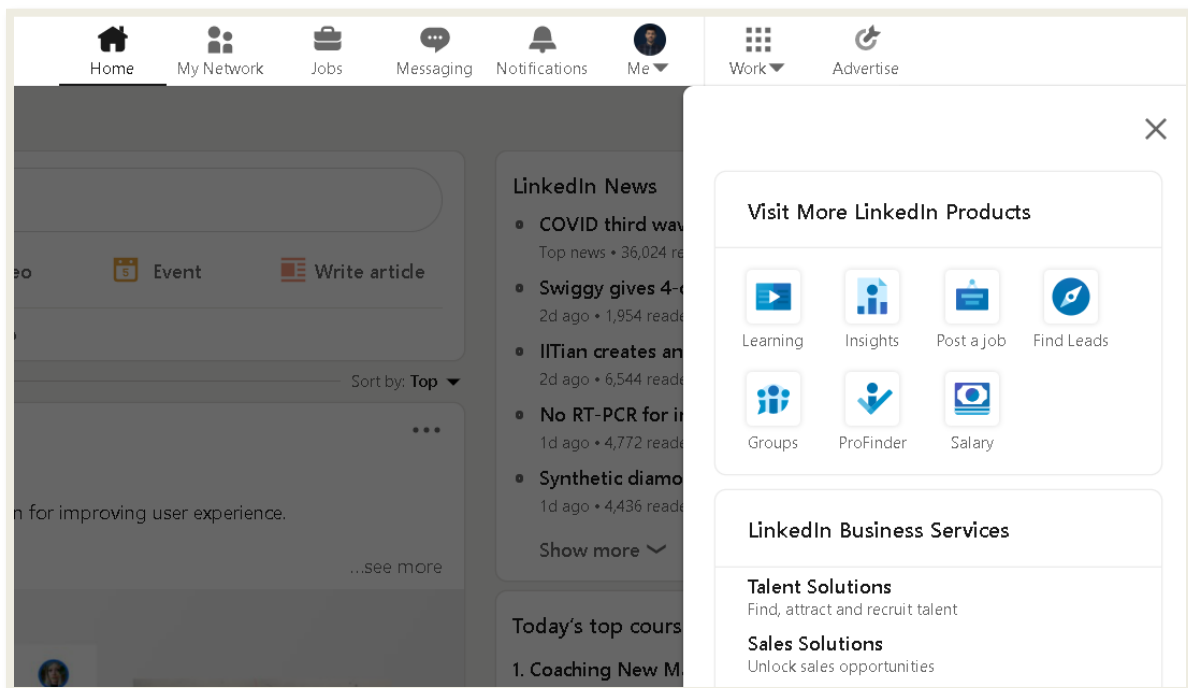 Home
My Network
Jobs
Messaging
Notifications
Me
Work
Advertise
Event
Write article
Sort by: Top
n for improving user experience.
...see more
LinkedIn News
COVID third wav
Top news • 36,024 re
Swiggy gives 4-
2d ago • 1,954 reade
IITian creates an
2d ago • 6,544 reade
No RT-PCR for in
1d ago • 4,772 reade
Synthetic diamo
1d ago • 4,436 reade
Show more
Today's top cours
1. Coaching New M
Visit More LinkedIn Products
Learning
Insights
Post a job
Find Leads
Groups
ProFinder
Salary
LinkedIn Business Services
Talent Solutions
Find, attract and recruit talent
Sales Solutions
Unlock sales opportunities